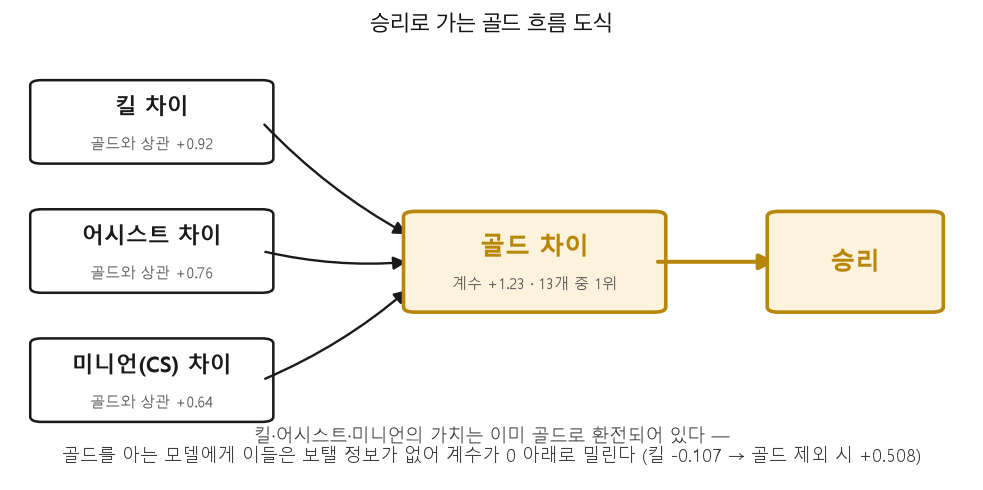 승리로 가는 골드 흐름 도식
킬 차이
골드와 상관 +0.92
어시스트 차이
골드와 상관 +0.76
미니언(CS) 차이
골드와 상관 +0.64
골드 차이
계수 +1.23 · 13개 중 1위
승리
킬·어시스트·미니언의 가치는 이미 골드로 환전되어 있다 —
골드를 아는 모델에게 이들은 보탤 정보가 없어 계수가 0 아래로 밀린다 (킬 -0.107 → 골드 제외 시 +0.508)